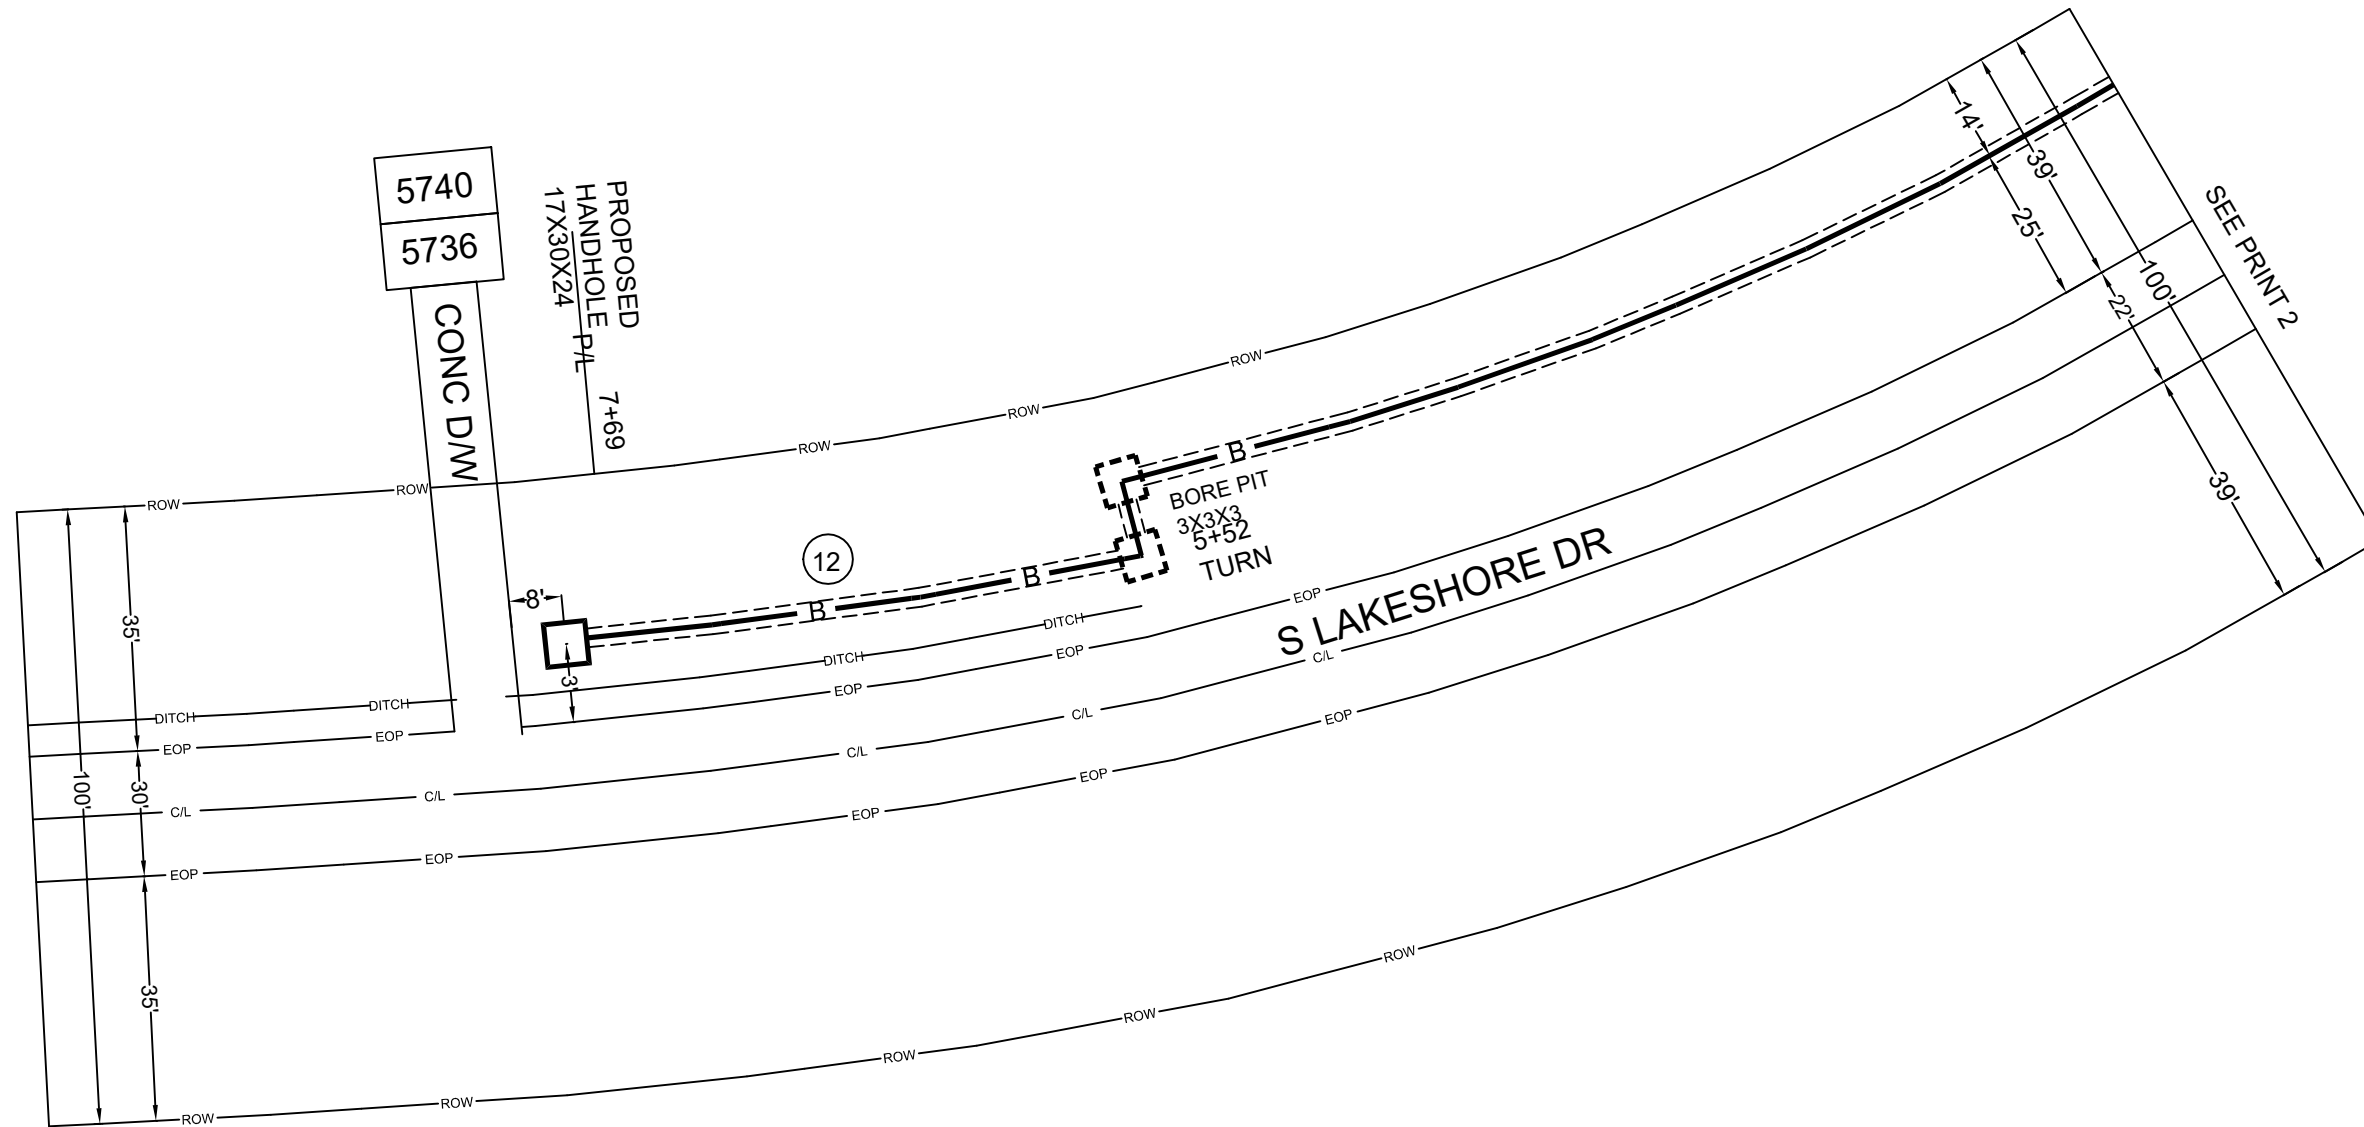 5740
5736
CONC D/W
PROPOSED
HANDHOLE
17X30X24
P/L
7+69
ROW
ROW
ROW
ROW
ROW
14'
39'
25'
100'
22'
39'
SEE PRINT 2
B
BORE PIT
3X3X3
5+52
TURN
12
B
B
8'
3'
35'
100'
30'
35'
DITCH
DITCH
DITCH
DITCH
EOP
EOP
EOP
EOP
EOP
S LAKESHORE DR
C/L
C/L
C/L
C/L
C/L
EOP
EOP
EOP
EOP
EOP
ROW
ROW
ROW
ROW
ROW